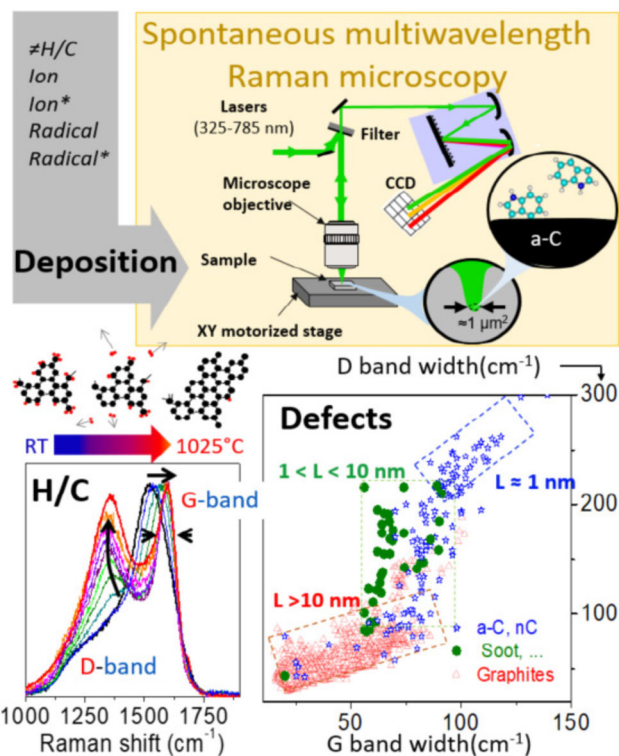 ≠H/C
Ion
Ion*
Radical
Radical*
Deposition
Spontaneous multiwavelength
Raman microscopy
Lasers
(325-785 nm)
Filter
Microscope
objective
CCD
Sample
XY motorized stage
a-C
≈1 µm²
RT
1025°C
H/C
G-band
D-band
1000 1250 1500 1750
Raman shift (cm⁻¹)
D band width(cm⁻¹)
Defects
300
200
100
1 < L < 10 nm
L ≈ 1 nm
L >10 nm
a-C, nC
Soot, ...
Graphites
50 100 150
G band width(cm⁻¹)